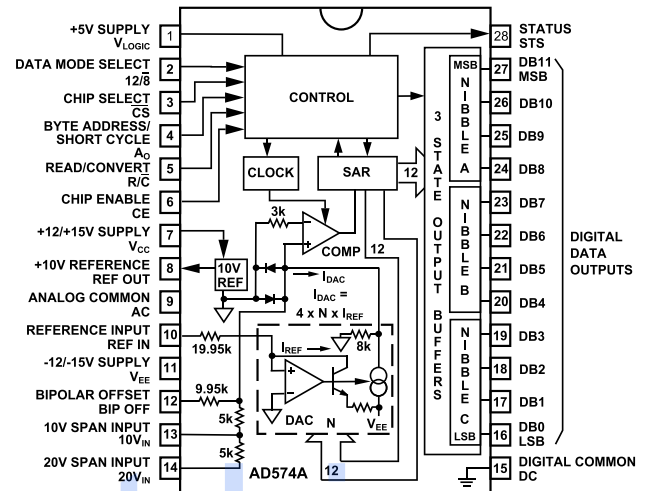 +5V SUPPLY
VLOGIC
1
DATA MODE SELECT
12/8̅
2
CHIP SELECT
C̅S̅
3
BYTE ADDRESS/
SHORT CYCLE
AO
4
READ/CONVERT
R/C̅
5
CHIP ENABLE
CE
6
+12/+15V SUPPLY
VCC
7
+10V REFERENCE
REF OUT
8
ANALOG COMMON
AC
9
REFERENCE INPUT
REF IN
10
-12/-15V SUPPLY
VEE
11
BIPOLAR OFFSET
BIP OFF
12
10V SPAN INPUT
10VIN
13
20V SPAN INPUT
20VIN
14
CONTROL
CLOCK
SAR
12
3k
COMP
12
10V
REF
IDAC
IDAC =
4 x N x IREF
19.95k
IREF
8k
9.95k
5k
5k
DAC
N
VEE
AD574A
12
3 STATE OUTPUT BUFFERS
MSB
NIBBLE A
NIBBLE B
NIBBLE C
LSB
28
STATUS
STS
27
DB11
MSB
26
DB10
25
DB9
24
DB8
23
DB7
22
DB6
21
DB5
20
DB4
19
DB3
18
DB2
17
DB1
16
DB0
LSB
15
DIGITAL COMMON
DC
DIGITAL
DATA
OUTPUTS